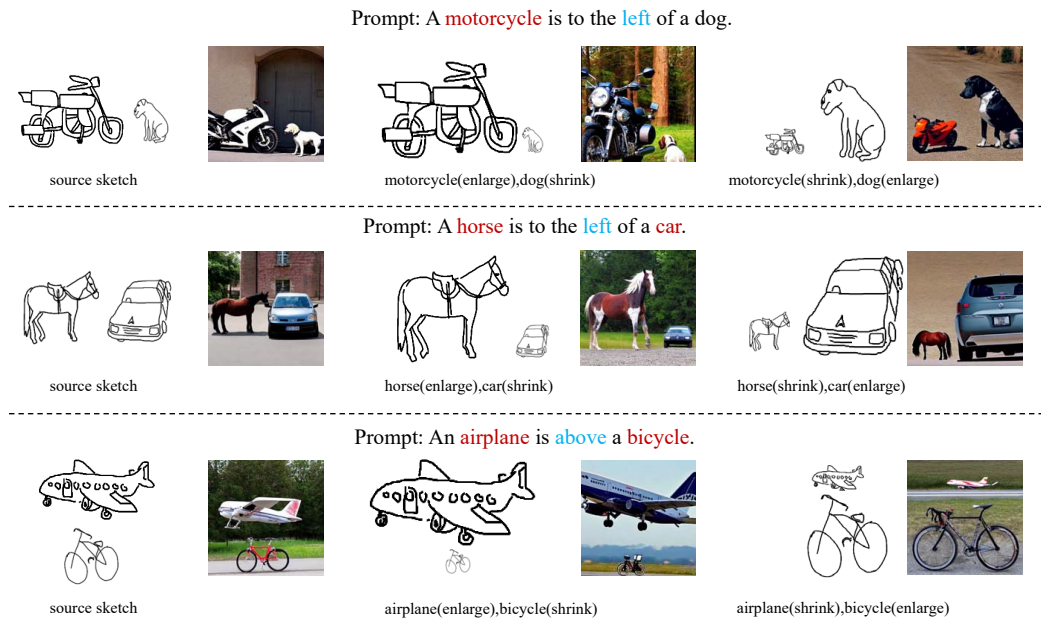 Prompt: A motorcycle is to the left of a dog.
source sketch
motorcycle(enlarge),dog(shrink)
motorcycle(shrink),dog(enlarge)
Prompt: A horse is to the left of a car.
source sketch
horse(enlarge),car(shrink)
horse(shrink),car(enlarge)
Prompt: An airplane is above a bicycle.
source sketch
airplane(enlarge),bicycle(shrink)
airplane(shrink),bicycle(enlarge)